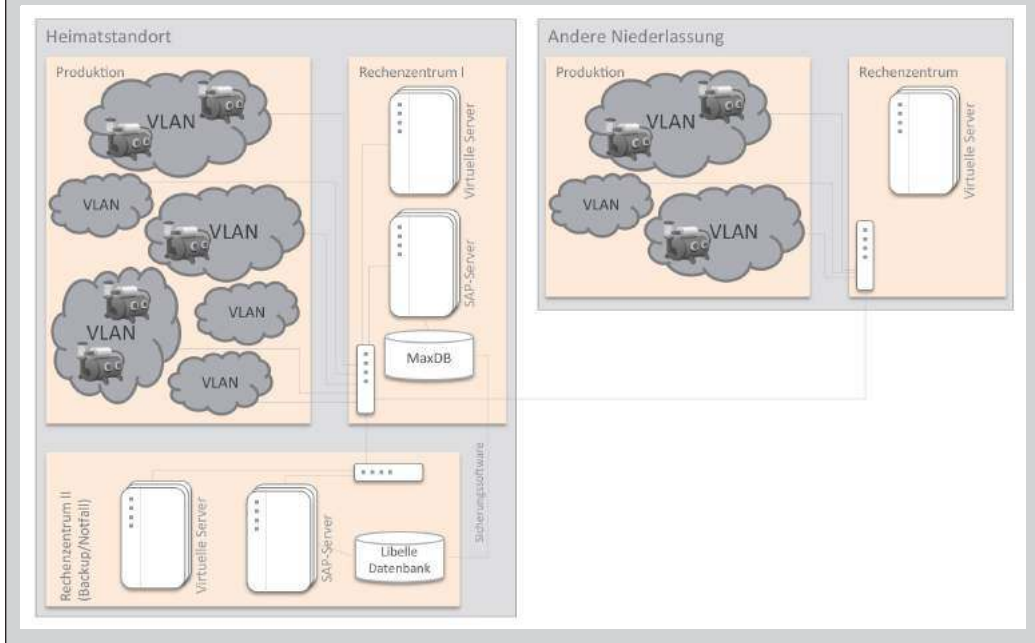 Heimatstandort
Produktion
VLAN
VLAN
VLAN
VLAN
VLAN
VLAN
Rechenzentrum I
Virtuelle Server
SAP-Server
MaxDB
Sicherungssoftware
Rechenzentrum II
(Backup/Notfall)
Virtuelle Server
SAP-Server
Libelle
Datenbank
Andere Niederlassung
Produktion
VLAN
VLAN
VLAN
Rechenzentrum
Virtuelle Server